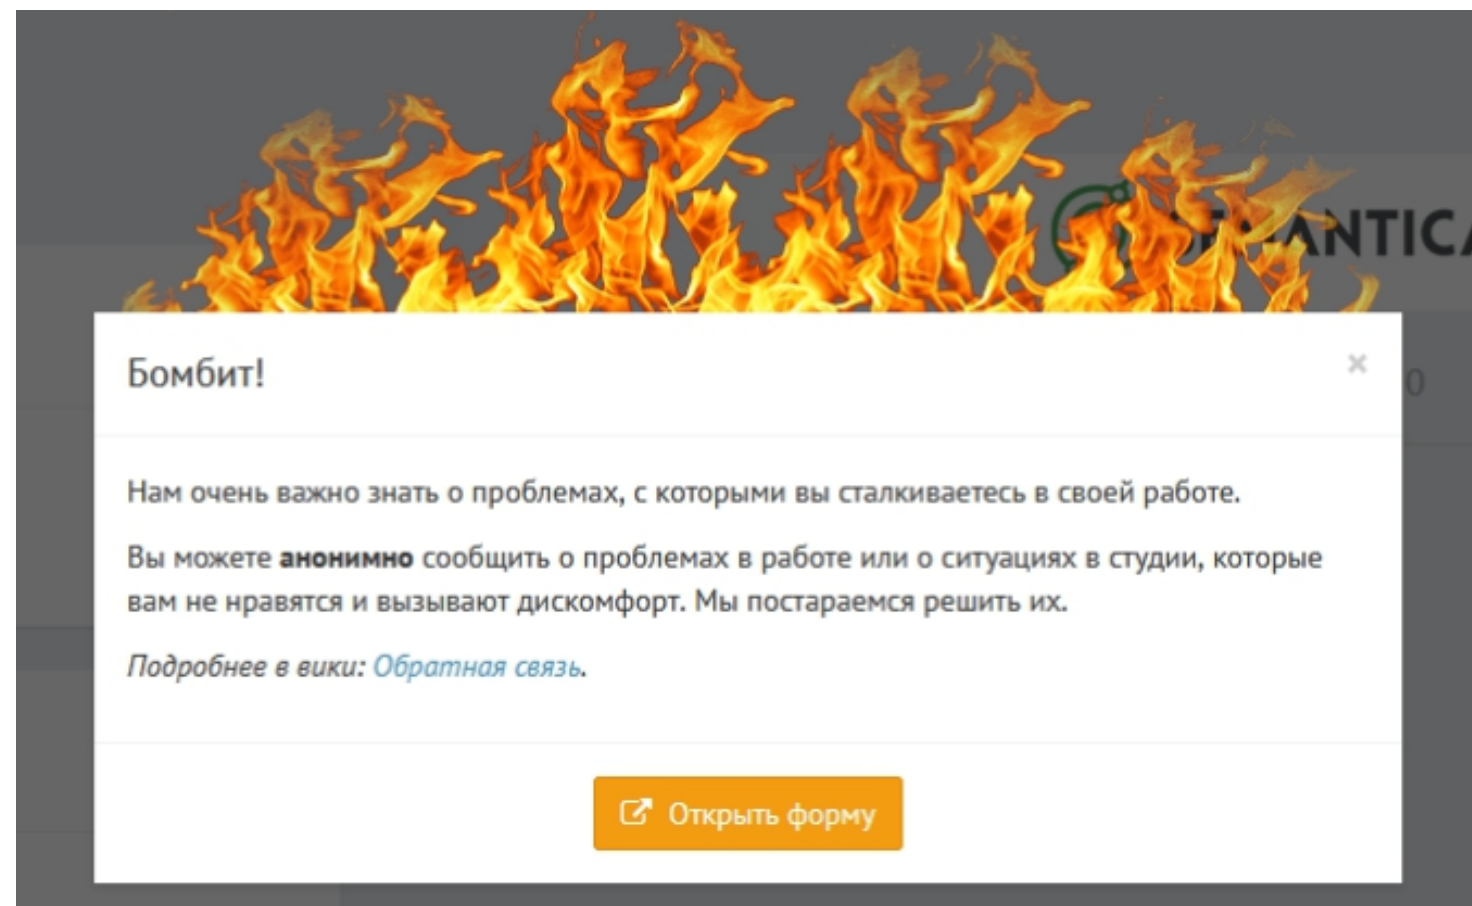 Бомбит!
×
0
Нам очень важно знать о проблемах, с которыми вы сталкиваетесь в своей работе.
Вы можете анонимно сообщить о проблемах в работе или о ситуациях в студии, которые
вам не нравятся и вызывают дискомфорт. Мы постараемся решить их.
Подробнее в вики: Обратная связь.
Открыть форму